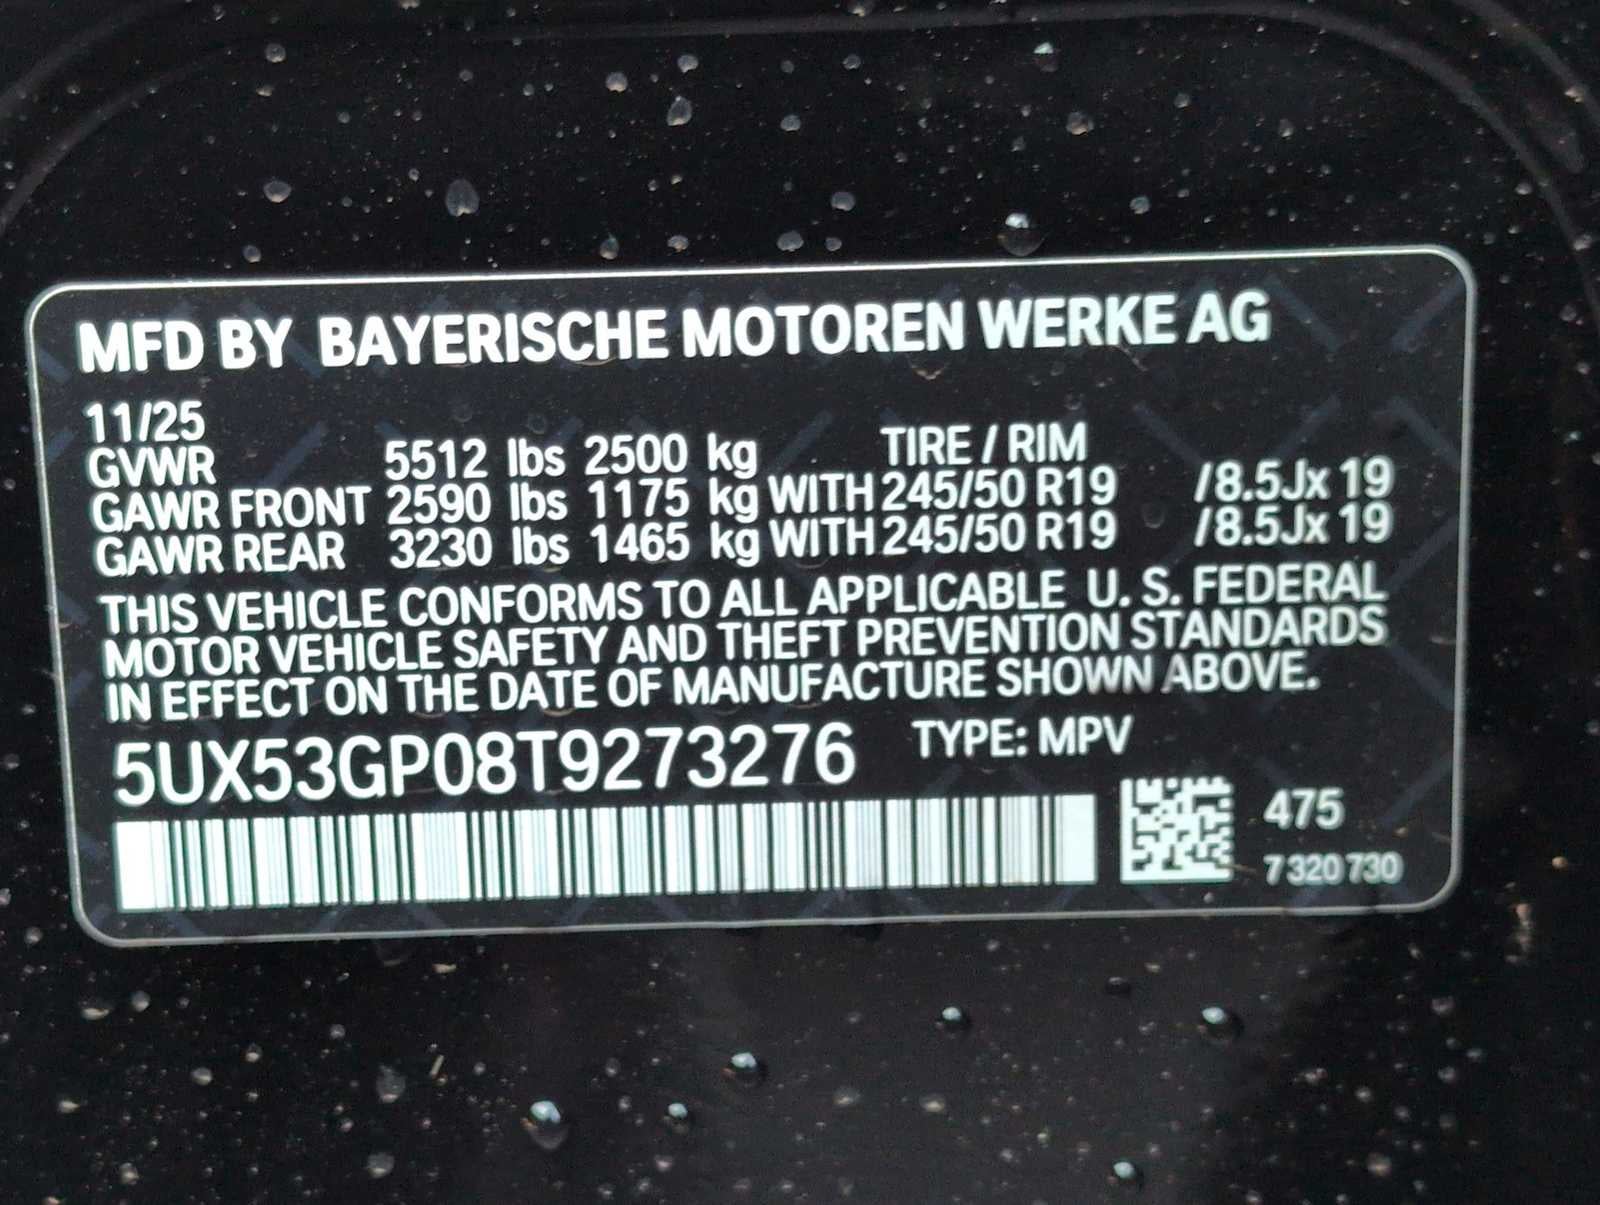 MFD BY BAYERISCHE MOTOREN WERKE AG
11/25
GVWR 5512 lbs 2500 kg TIRE / RIM
GAWR FRONT 2590 lbs 1175 kg WITH 245/50 R19 /8.5Jx 19
GAWR REAR 3230 lbs 1465 kg WITH 245/50 R19 /8.5Jx 19
THIS VEHICLE CONFORMS TO ALL APPLICABLE U. S. FEDERAL
MOTOR VEHICLE SAFETY AND THEFT PREVENTION STANDARDS
IN EFFECT ON THE DATE OF MANUFACTURE SHOWN ABOVE.
5UX53GP08T9273276 TYPE: MPV
475
7 320 730